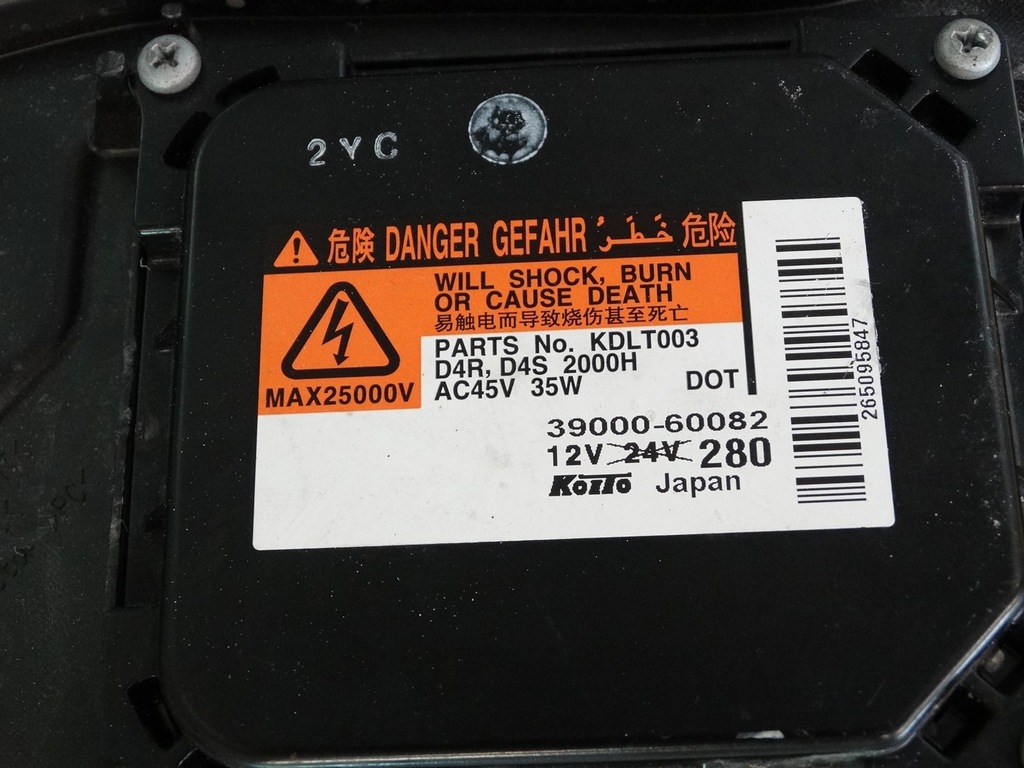 2YC
危険 DANGER GEFAHR خَطَرٌ 危险
WILL SHOCK, BURN
OR CAUSE DEATH
易触电而导致烧伤甚至死亡
MAX25000V
PARTS No. KDLT003
D4R, D4S 2000H
AC45V 35W
DOT
39000-60082
12V 24V 280
KOITO Japan
265095847